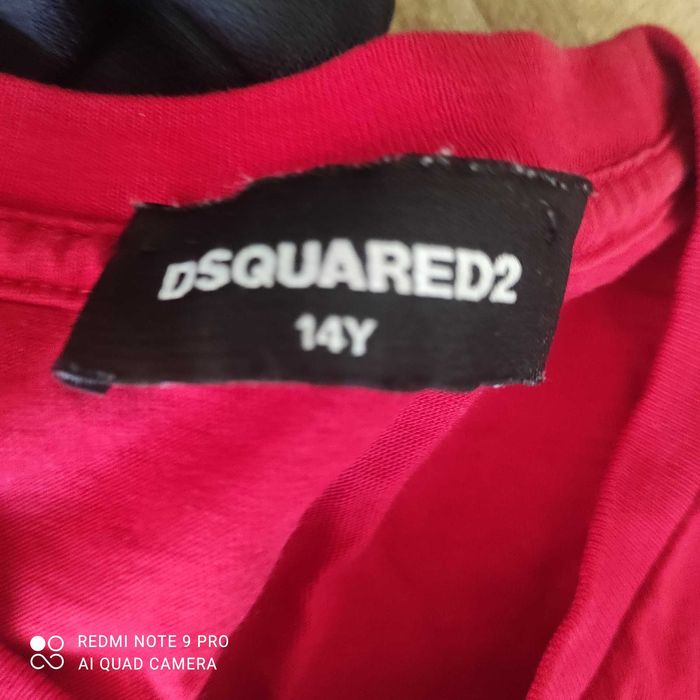 DSQUARED2
14Y
REDMI NOTE 9 PRO
AI QUAD CAMERA